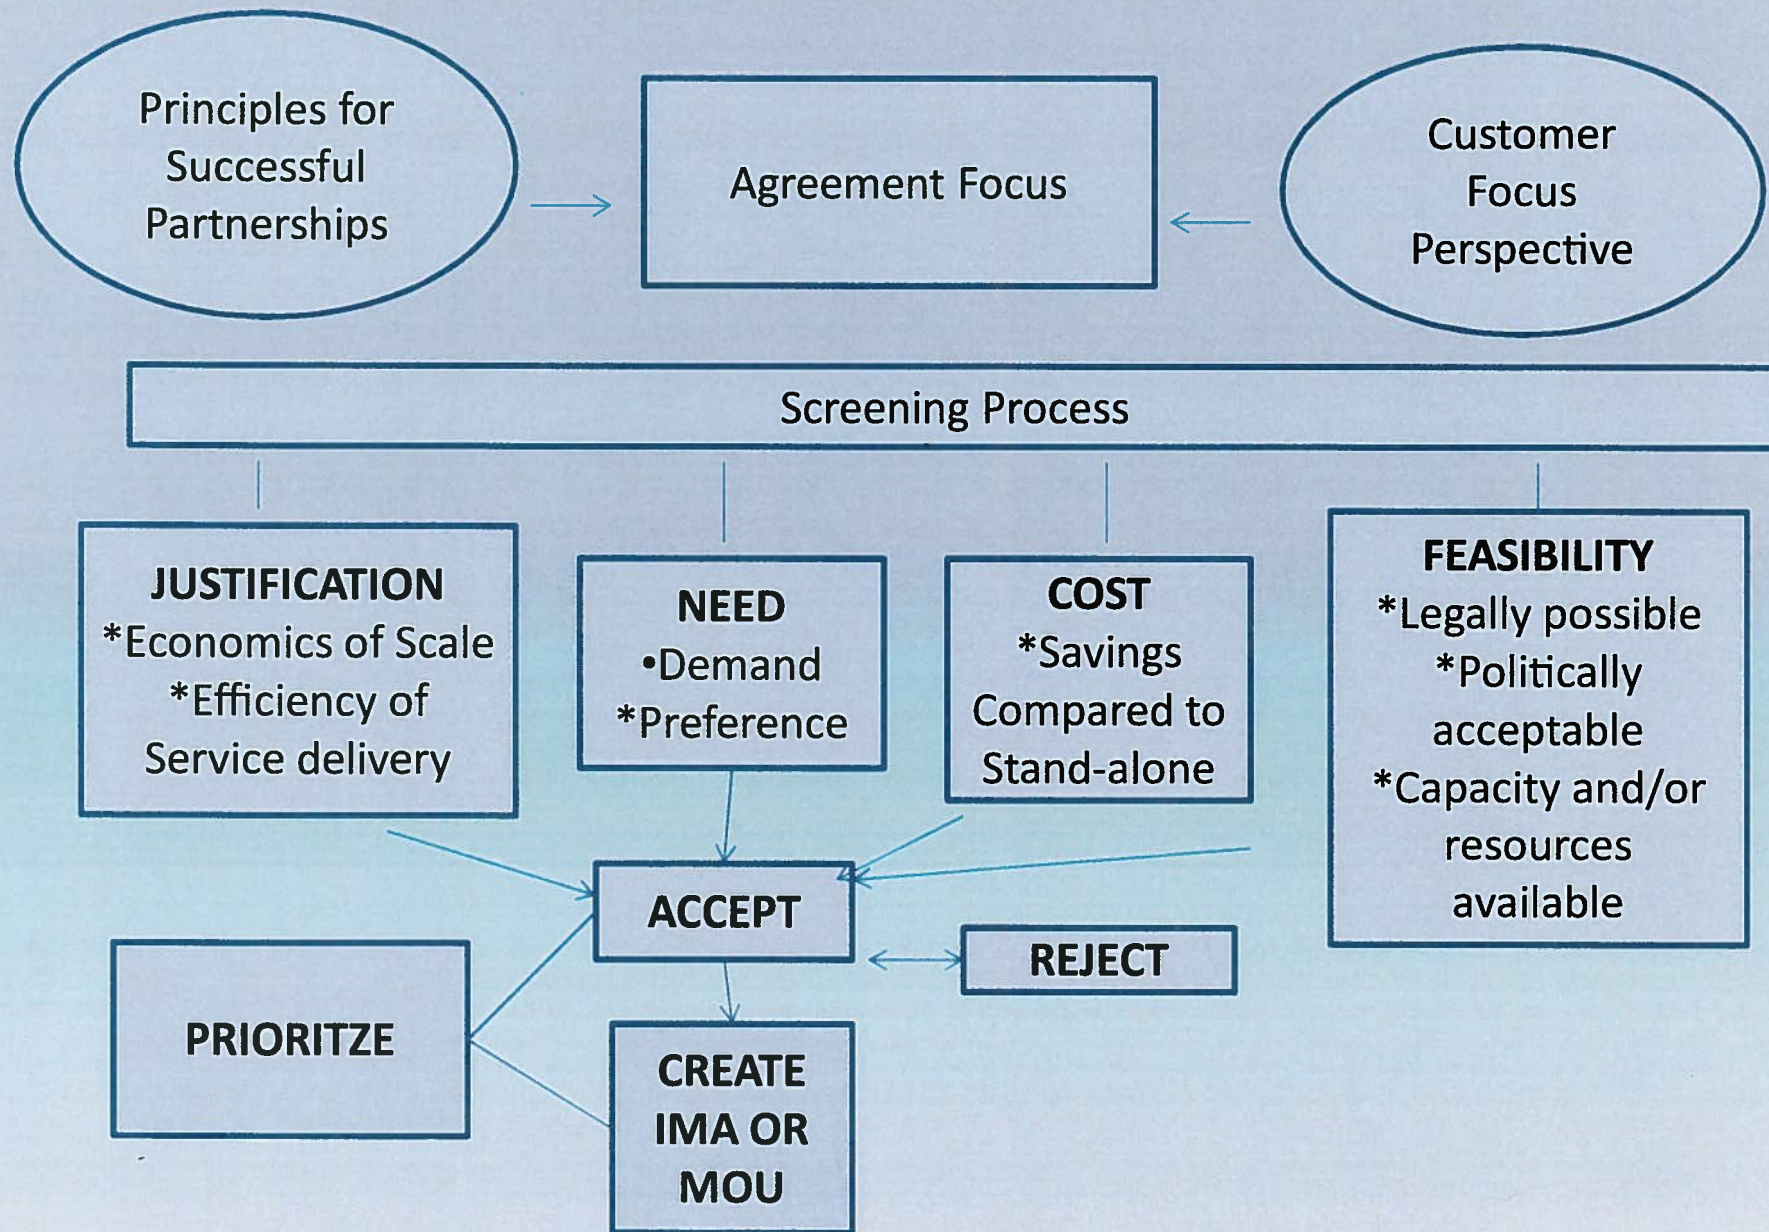 Principles for
Successful
Partnerships
Agreement Focus
Customer
Focus
Perspective
Screening Process
JUSTIFICATION
*Economics of Scale
*Efficiency of
Service delivery
NEED
•Demand
*Preference
COST
*Savings
Compared to
Stand-alone
FEASIBILITY
*Legally possible
*Politically
acceptable
*Capacity and/or
resources
available
ACCEPT
REJECT
PRIORITZE
CREATE
IMA OR
MOU